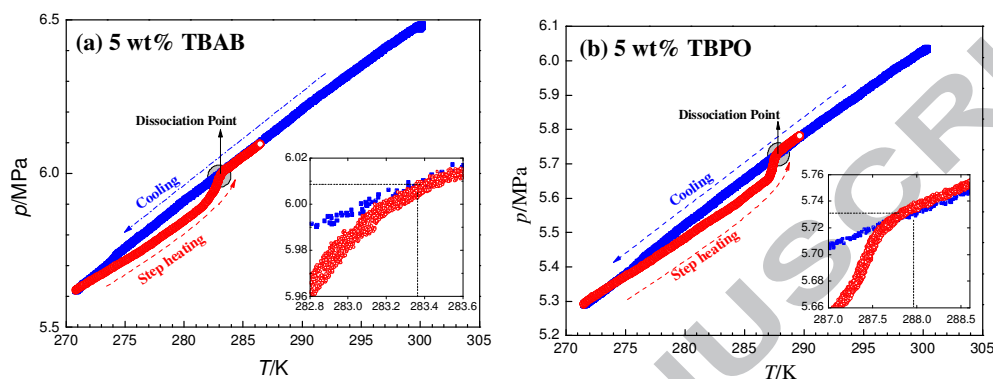 (a) 5 wt% TBAB
Dissociation Point
Cooling
Step heating
6.5
6.0
5.5
p/MPa
270 275 280 285 290 295 300 305
T/K
6.02
6.00
5.98
5.96
282.8 283.0 283.2 283.4 283.6
(b) 5 wt% TBPO
Dissociation Point
Cooling
Step heating
6.1
6.0
5.9
5.8
5.7
5.6
5.5
5.4
5.3
5.2
p/MPa
270 275 280 285 290 295 300 305
T/K
5.76
5.74
5.72
5.70
5.68
5.66
287.0 287.5 288.0 288.5
USCRI